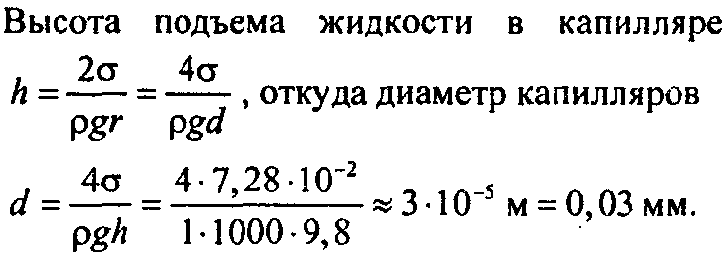 Высота подъема жидкости в капилляре
h = 2σ/ρgr = 4σ/ρgd , откуда диаметр капилляров
d = 4σ/ρgh = 4·7,28·10⁻²/1·1000·9,8 ≈ 3·10⁻⁵ м = 0,03 мм.